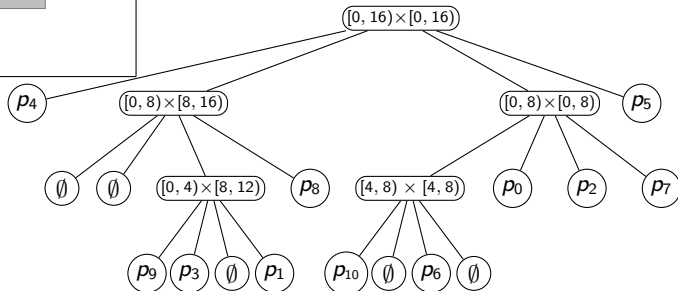 [0, 16)×[0, 16)
p4 [0, 8)×[8, 16) [0, 8)×[0, 8) p5
∅ ∅ [0, 4)×[8, 12) p8 [4, 8) × [4, 8) p0 p2 p7
p9 p3 ∅ p1 p10 ∅ p6 ∅